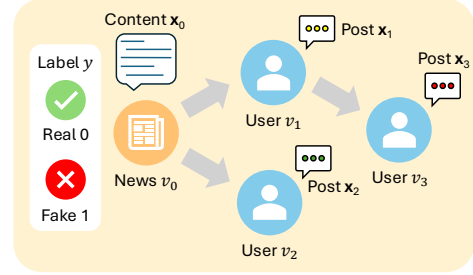 Content 𝐱₀
Label 𝑦
Real 0
Fake 1
News 𝑣₀
Post 𝐱₁
User 𝑣₁
Post 𝐱₂
User 𝑣₂
Post 𝐱₃
User 𝑣₃